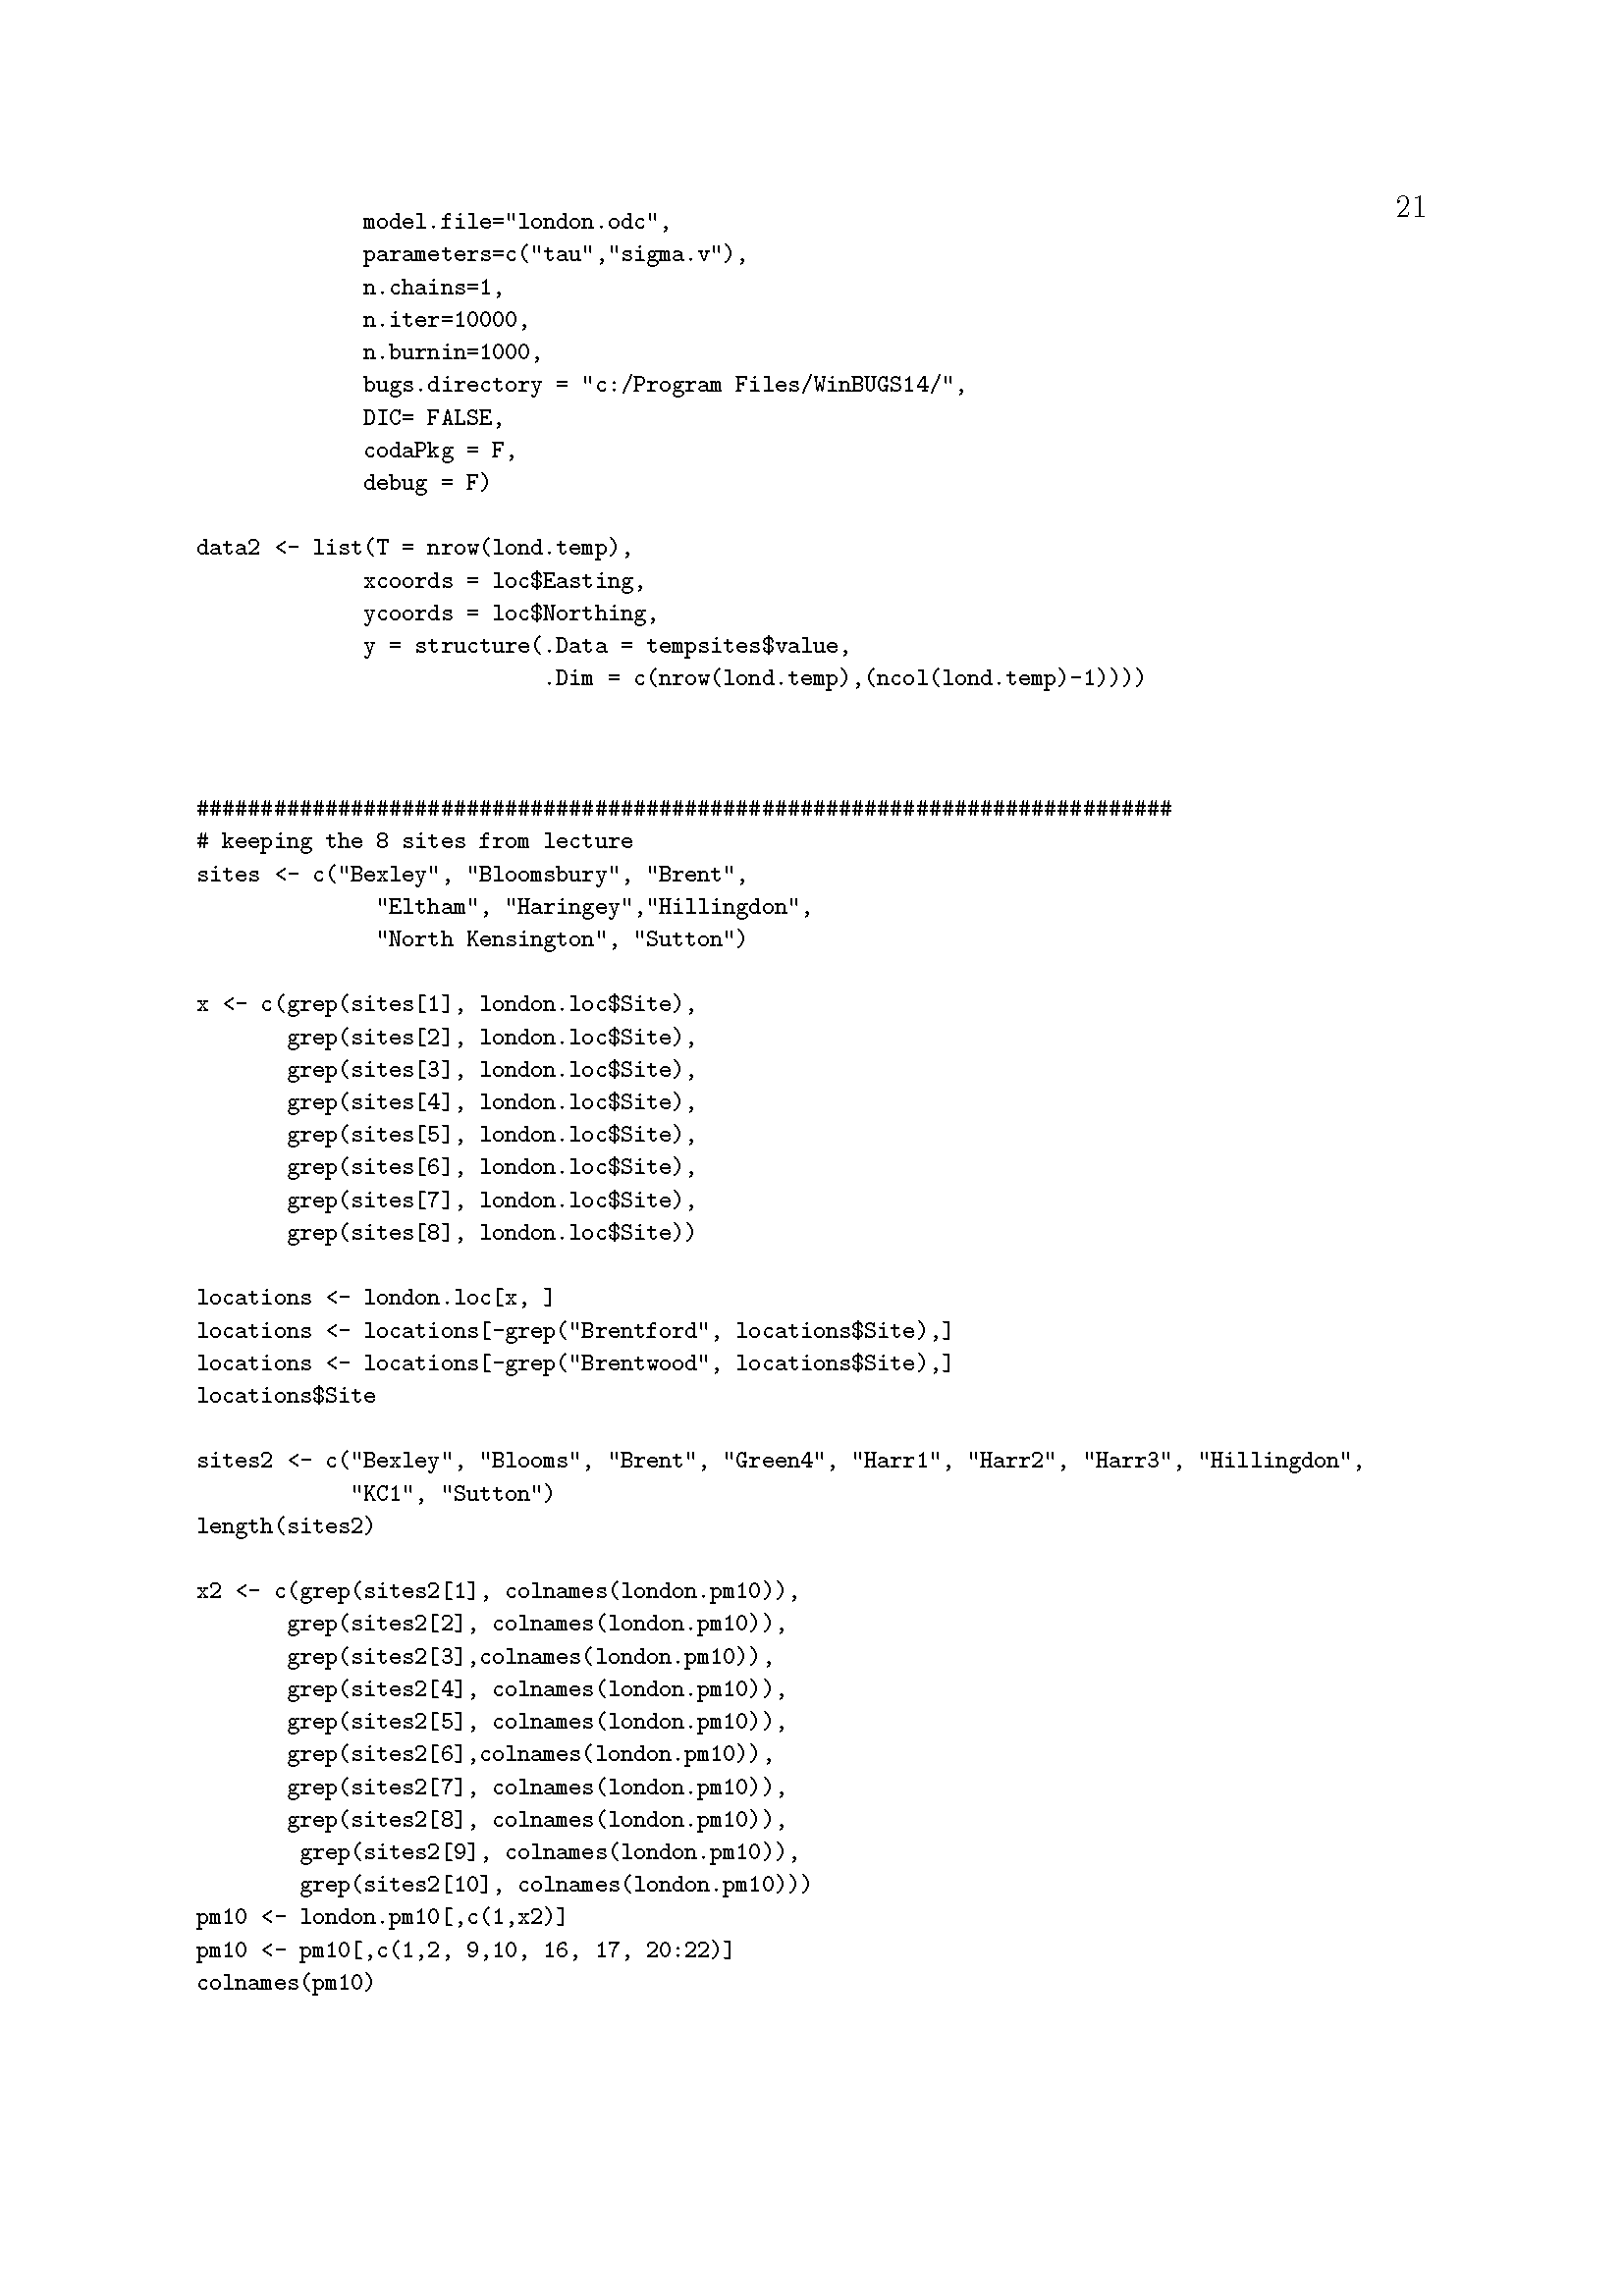 21
model.file="london.odc",
parameters=c("tau","sigma.v"),
n.chains=1,
n.iter=10000,
n.burnin=1000,
bugs.directory = "c:/Program Files/WinBUGS14/",
DIC= FALSE,
codaPkg = F,
debug = F)
data2 <- list(T = nrow(lond.temp),
xcoords = loc$Easting,
ycoords = loc$Northing,
y = structure(.Data = tempsites$value,
.Dim = c(nrow(lond.temp),(ncol(lond.temp)-1))))
############################################################################
# keeping the 8 sites from lecture
sites <- c("Bexley", "Bloomsbury", "Brent",
"Eltham", "Haringey","Hillingdon",
"North Kensington", "Sutton")
x <- c(grep(sites[1], london.loc$Site),
grep(sites[2], london.loc$Site),
grep(sites[3], london.loc$Site),
grep(sites[4], london.loc$Site),
grep(sites[5], london.loc$Site),
grep(sites[6], london.loc$Site),
grep(sites[7], london.loc$Site),
grep(sites[8], london.loc$Site))
locations <- london.loc[x, ]
locations <- locations[-grep("Brentford", locations$Site),]
locations <- locations[-grep("Brentwood", locations$Site),]
locations$Site
sites2 <- c("Bexley", "Blooms", "Brent", "Green4", "Harr1", "Harr2", "Harr3", "Hillingdon",
"KC1", "Sutton")
length(sites2)
x2 <- c(grep(sites2[1], colnames(london.pm10)),
grep(sites2[2], colnames(london.pm10)),
grep(sites2[3],colnames(london.pm10)),
grep(sites2[4], colnames(london.pm10)),
grep(sites2[5], colnames(london.pm10)),
grep(sites2[6],colnames(london.pm10)),
grep(sites2[7], colnames(london.pm10)),
grep(sites2[8], colnames(london.pm10)),
grep(sites2[9], colnames(london.pm10)),
grep(sites2[10], colnames(london.pm10)))
pm10 <- london.pm10[,c(1,x2)]
pm10 <- pm10[,c(1,2, 9,10, 16, 17, 20:22)]
colnames(pm10)